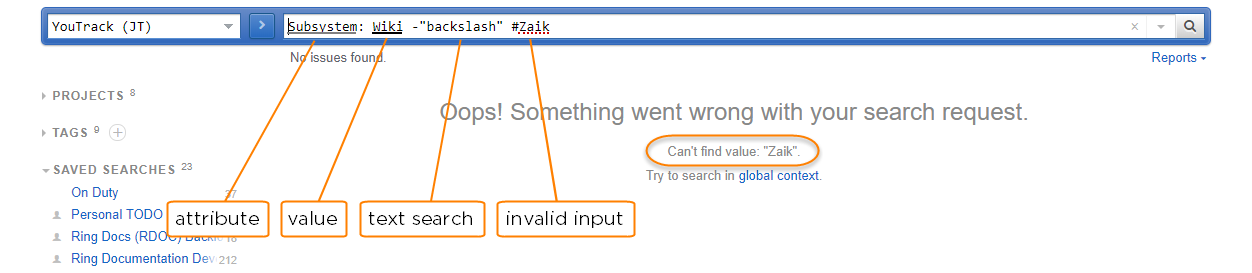 YouTrack (JT) Subsystem: Wiki -"backslash" #Zaik
No issues found. Reports
PROJECTS 8
Oops! Something went wrong with your search request.
TAGS 9
Can't find value: "Zaik".
SAVED SEARCHES 23
Try to search in global context.
On Duty 37
attribute value text search invalid input
Personal TODO
Ring Docs (RDOC) 18
Ring Documentation Dev 212